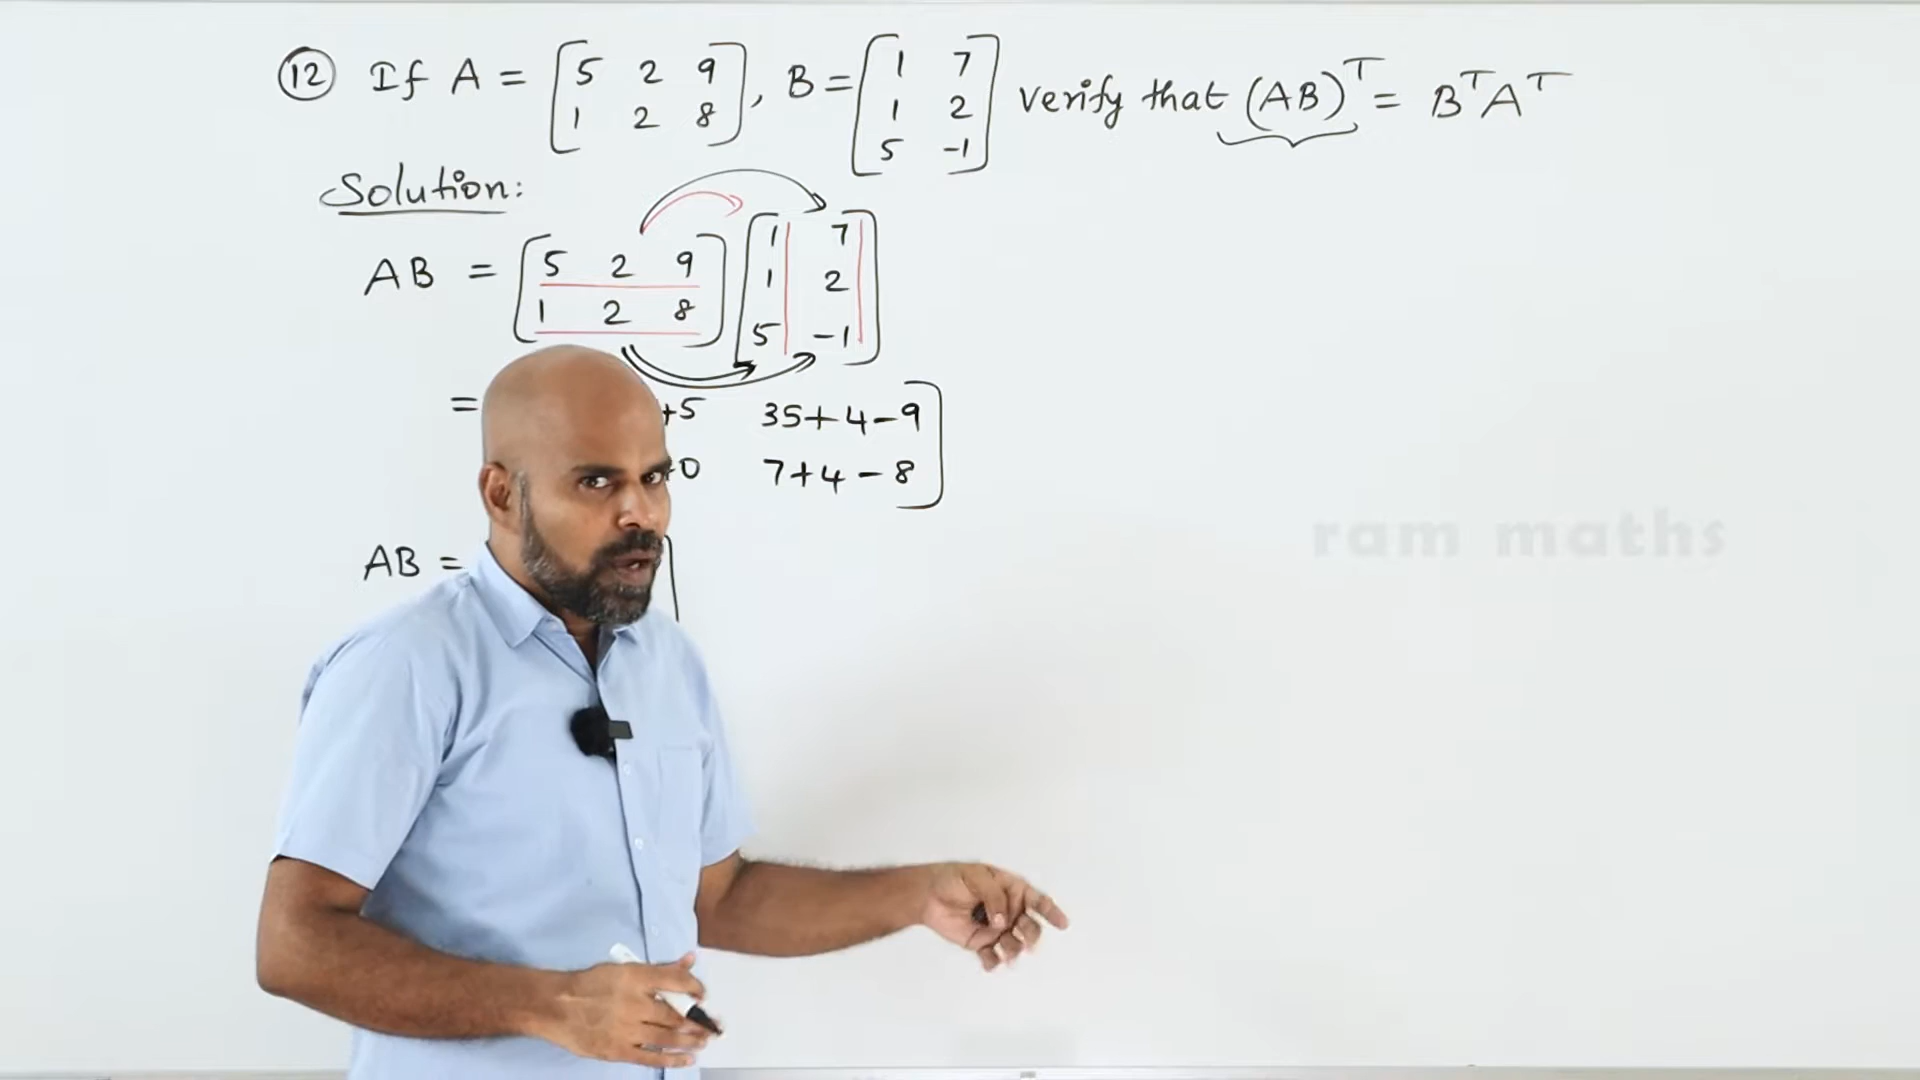 12 If A = [5 2 9
1 2 8], B = [1 7
1 2
5 -1] verify that (AB)ᵀ = BᵀAᵀ
Solution:
AB = [5 2 9
1 2 8] [1 7
1 2
5 -1]
= +5 35+4-9
+0 7+4-8]
AB =
ram maths